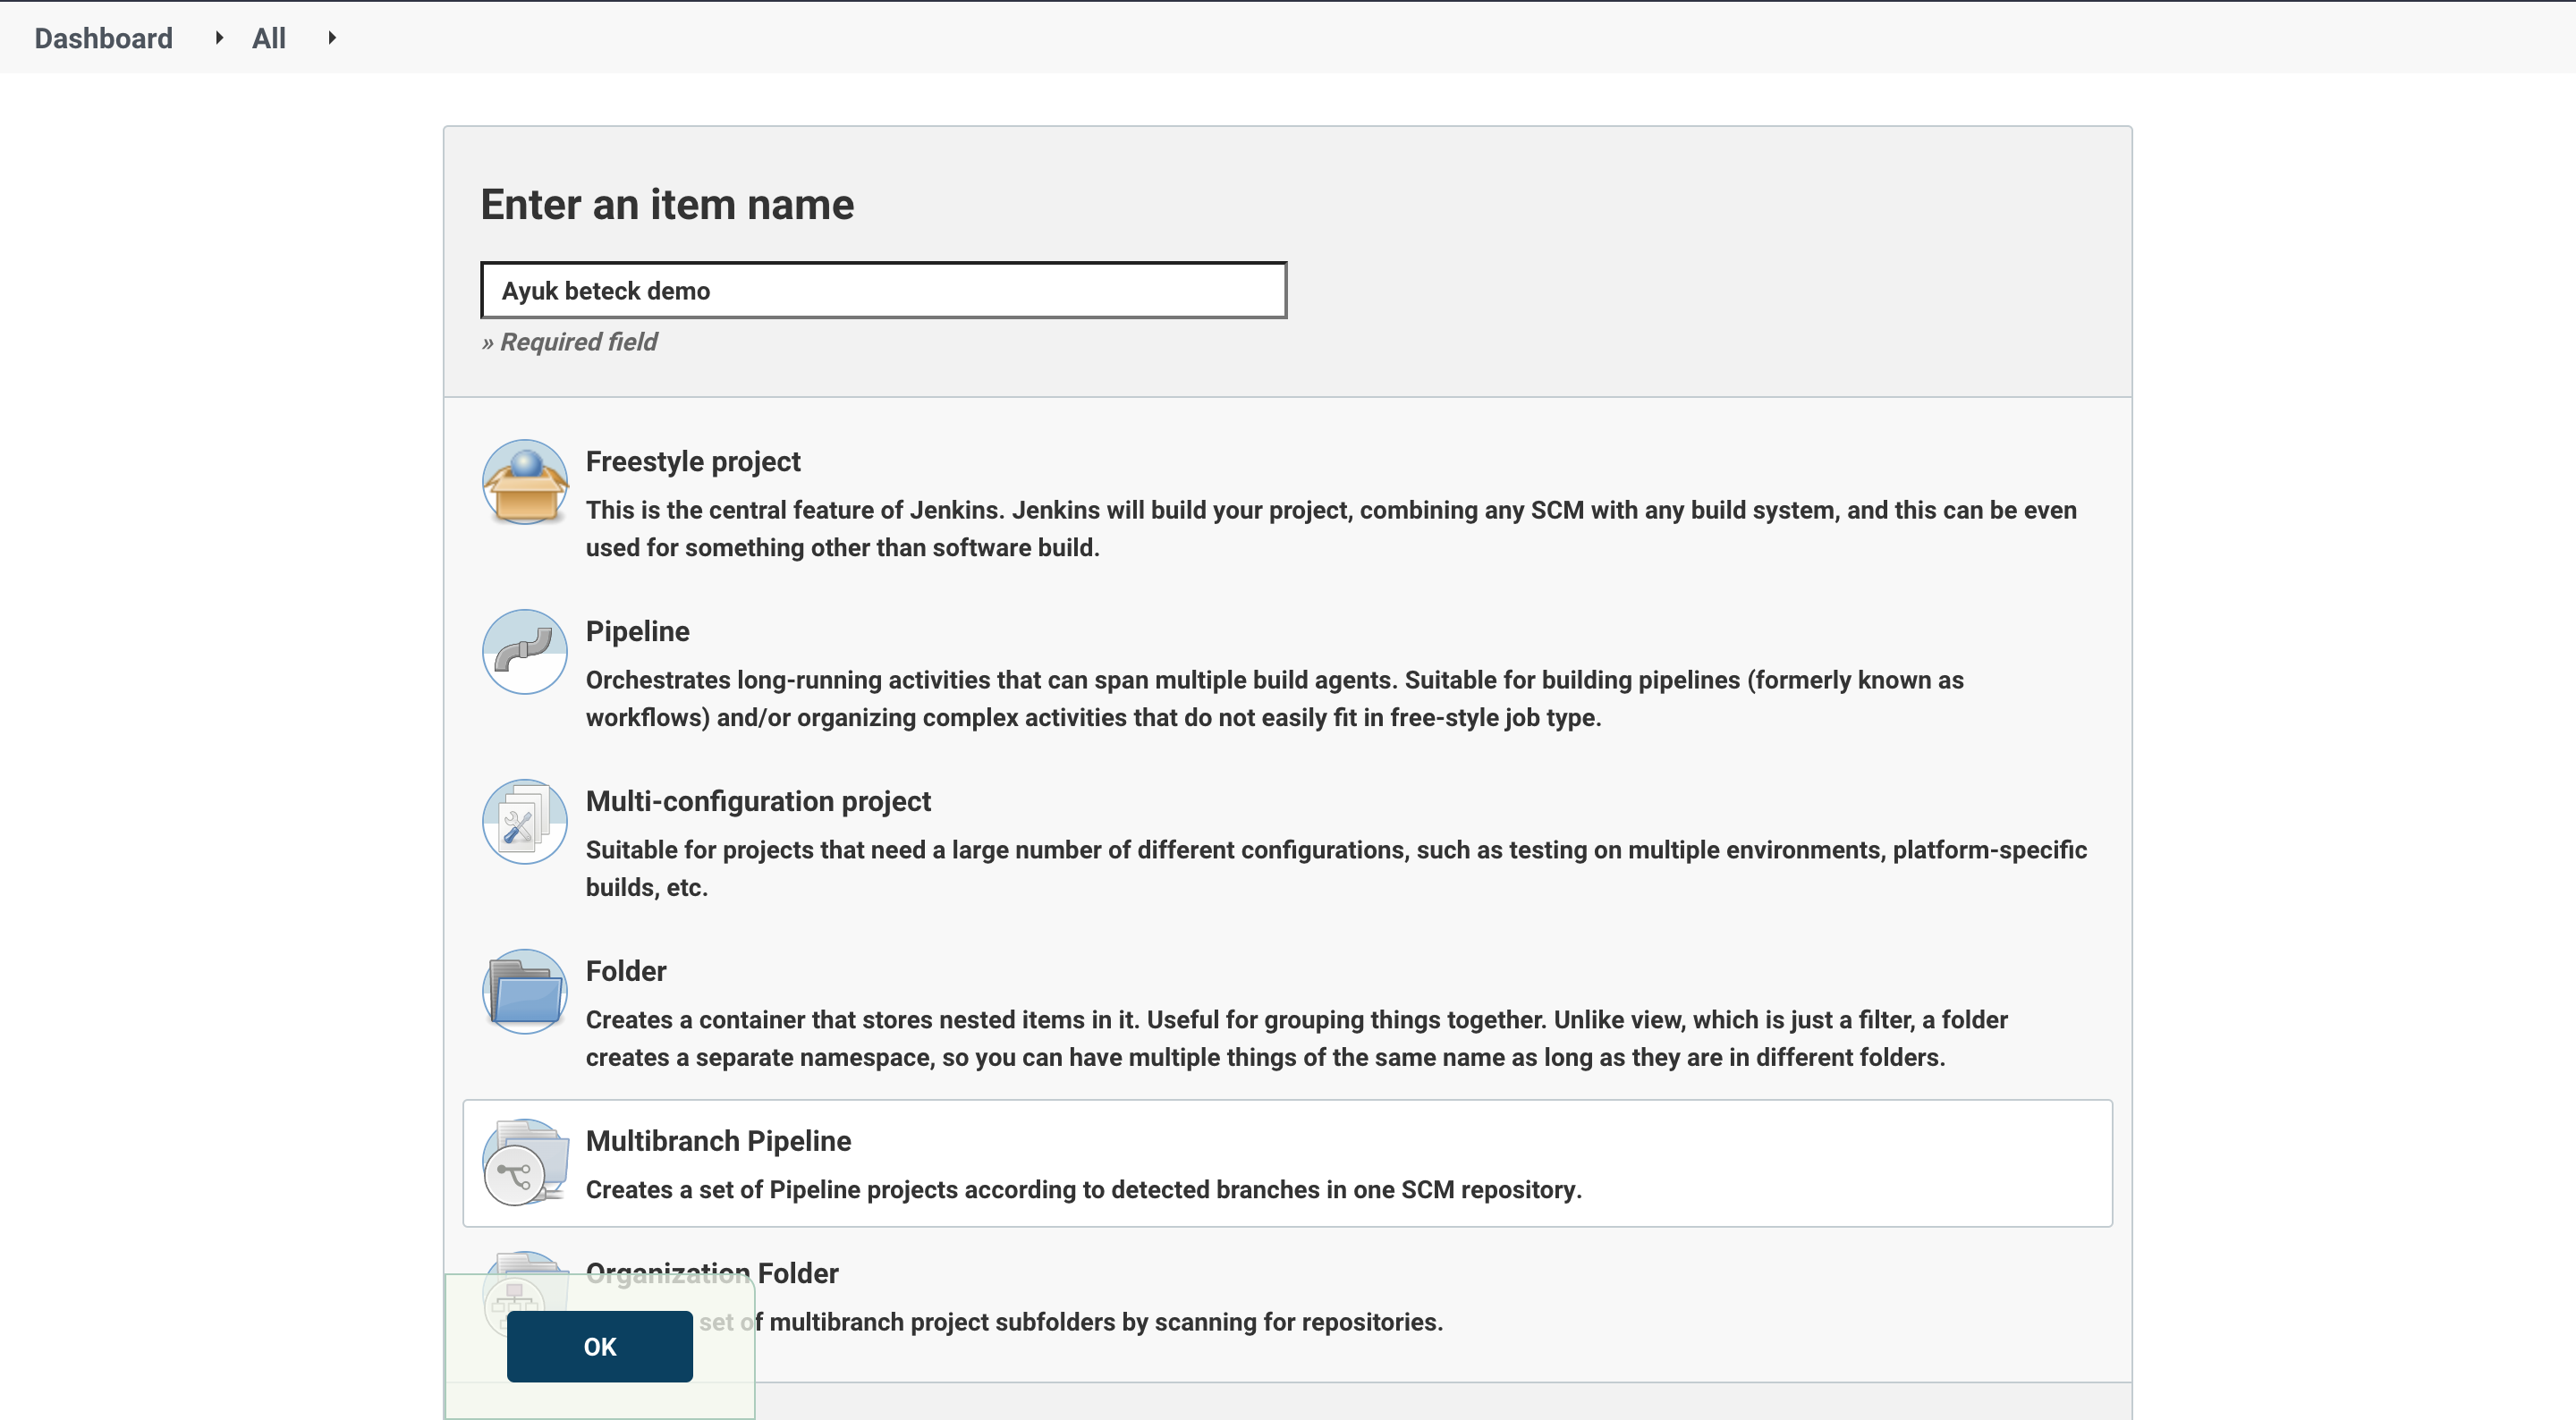 Dashboard
All
Enter an item name
Ayuk beteck demo
» Required field
Freestyle project
This is the central feature of Jenkins. Jenkins will build your project, combining any SCM with any build system, and this can be even
used for something other than software build.
Pipeline
Orchestrates long-running activities that can span multiple build agents. Suitable for building pipelines (formerly known as
workflows) and/or organizing complex activities that do not easily fit in free-style job type.
Multi-configuration project
Suitable for projects that need a large number of different configurations, such as testing on multiple environments, platform-specific
builds, etc.
Folder
Creates a container that stores nested items in it. Useful for grouping things together. Unlike view, which is just a filter, a folder
creates a separate namespace, so you can have multiple things of the same name as long as they are in different folders.
Multibranch Pipeline
Creates a set of Pipeline projects according to detected branches in one SCM repository.
Organization Folder
set of multibranch project subfolders by scanning for repositories.
OK